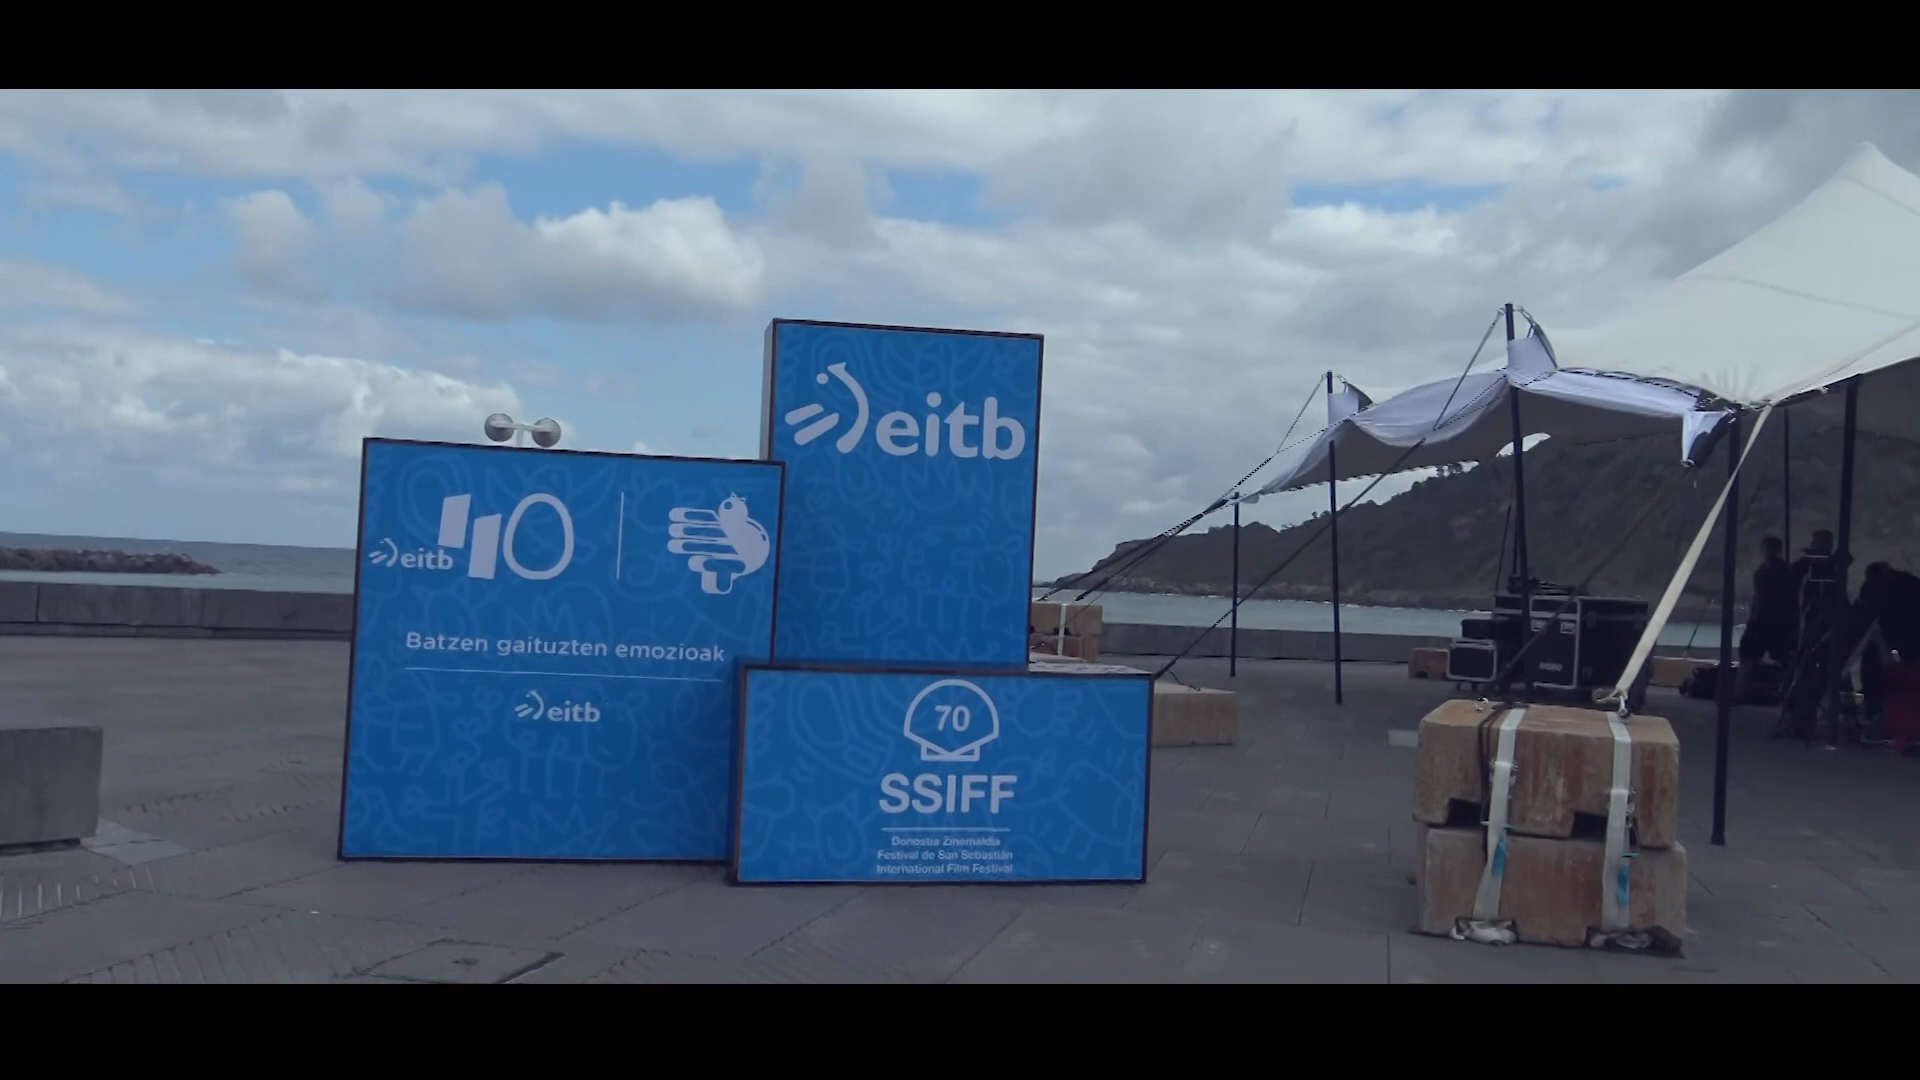 eitb
eitb 40
Batzen gaituzten emozioak
eitb
70
SSIFF
Donostia Zinemaldia
Festival de San Sebastián
International Film Festival